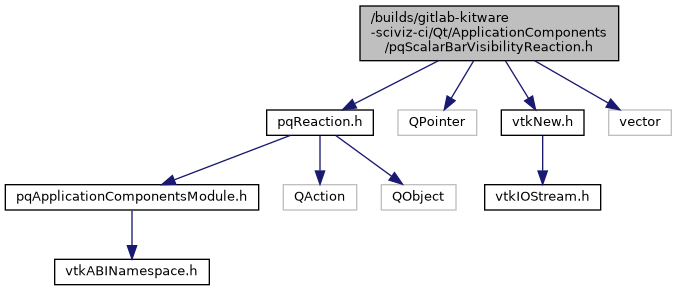 /builds/gitlab-kitware
-sciviz-ci/Qt/ApplicationComponents
/pqScalarBarVisibilityReaction.h
pqReaction.h
QPointer
vtkNew.h
vector
pqApplicationComponentsModule.h
QAction
QObject
vtkIOStream.h
vtkABINamespace.h